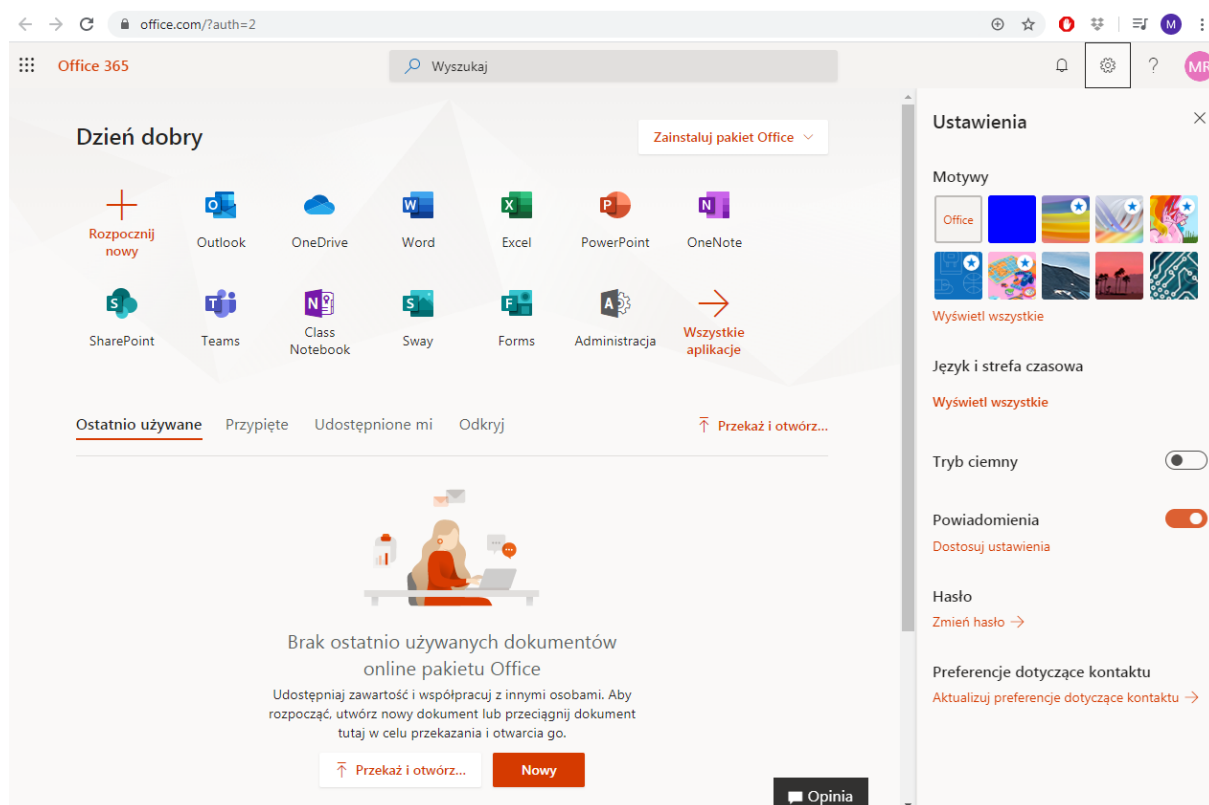 office.com/?auth=2
M
Office 365
Wyszukaj
?
MR
Dzień dobry
Zainstaluj pakiet Office
Rozpocznij
nowy
Outlook
OneDrive
Word
Excel
PowerPoint
OneNote
SharePoint
Teams
Class
Notebook
Sway
Forms
Administracja
Wszystkie
aplikacje
Ostatnio używane
Przypięte
Udostępnione mi
Odkryj
Przekaż i otwórz...
Brak ostatnio używanych dokumentów
online pakietu Office
Udostępniaj zawartość i współpracuj z innymi osobami. Aby
rozpocząć, utwórz nowy dokument lub przeciągnij dokument
tutaj w celu przekazania i otwarcia go.
Przekaż i otwórz...
Nowy
Opinia
Ustawienia
Motywy
Office
Wyświetl wszystkie
Język i strefa czasowa
Wyświetl wszystkie
Tryb ciemny
Powiadomienia
Dostosuj ustawienia
Hasło
Zmień hasło →
Preferencje dotyczące kontaktu
Aktualizuj preferencje dotyczące kontaktu →